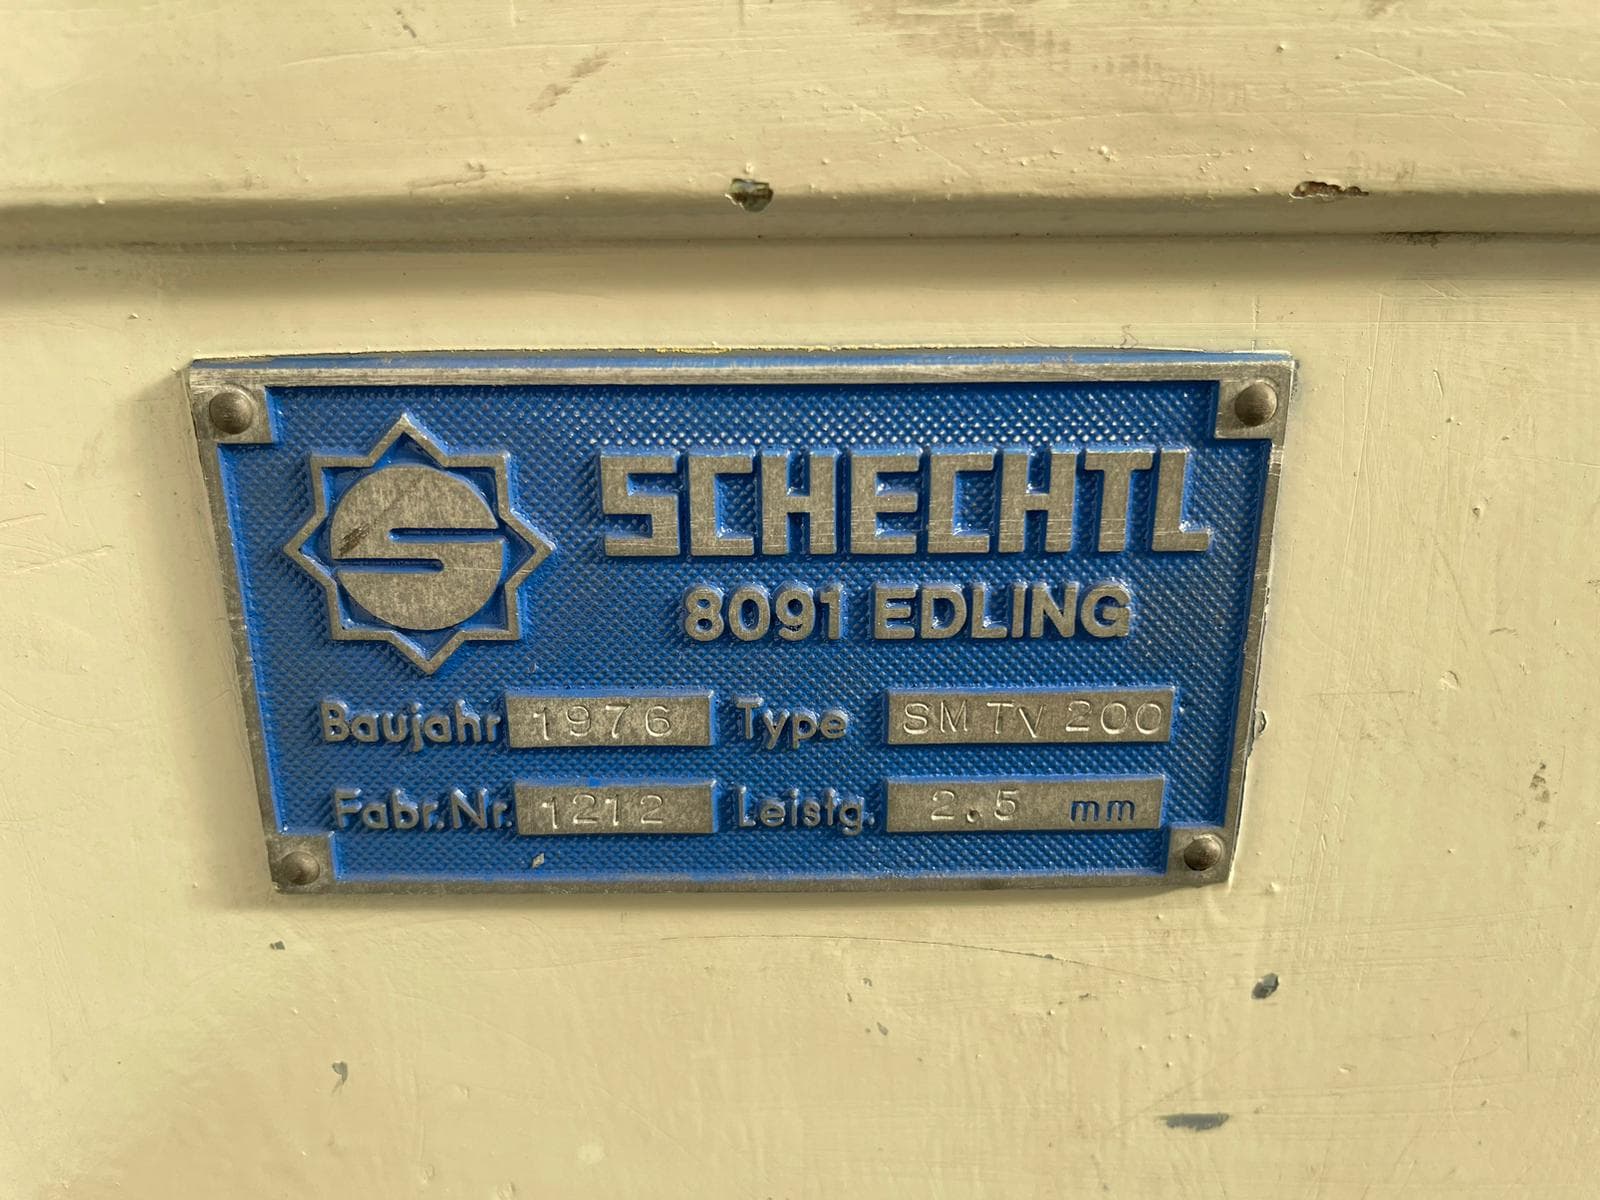 S SCHECHTL
8091 EDLING
Baujahr 1976 Type SM TV 200
Fabr. Nr. 1212 Leistg. 2.5 mm